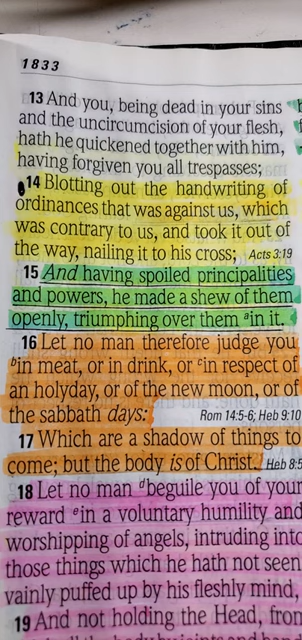 1833
13 And you, being dead in your sins
and the uncircumcision of your flesh,
hath he quickened together with him,
having forgiven you all trespasses;
14 Blotting out the handwriting of
ordinances that was against us, which
was contrary to us, and took it out of
the way, nailing it to his cross; Acts 3:19
15 And having spoiled principalities
and powers, he made a shew of them
openly, triumphing over them a in it.
16 Let no man therefore judge you
b in meat, or in drink, or c in respect of
an holyday, or of the new moon, or of
the sabbath days: Rom 14:5-6; Heb 9:10
17 Which are a shadow of things to
come; but the body is of Christ. Heb 8:5
18 Let no man d beguile you of your
reward e in a voluntary humility and
worshipping of angels, intruding into
those things which he hath not seen
vainly puffed up by his fleshly mind,
19 And not holding the Head, from